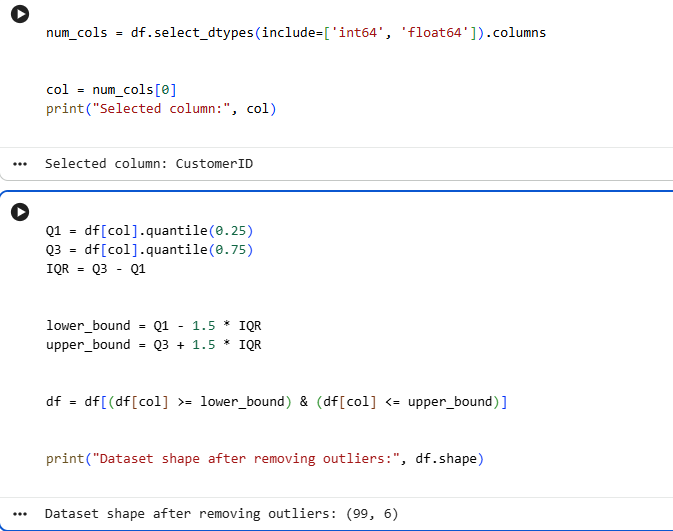 num_cols = df.select_dtypes(include=['int64', 'float64']).columns
col = num_cols[0]
print("Selected column:", col)
Selected column: CustomerID
Q1 = df[col].quantile(0.25)
Q3 = df[col].quantile(0.75)
IQR = Q3 - Q1
lower_bound = Q1 - 1.5 * IQR
upper_bound = Q3 + 1.5 * IQR
df = df[(df[col] >= lower_bound) & (df[col] <= upper_bound)]
print("Dataset shape after removing outliers:", df.shape)
Dataset shape after removing outliers: (99, 6)